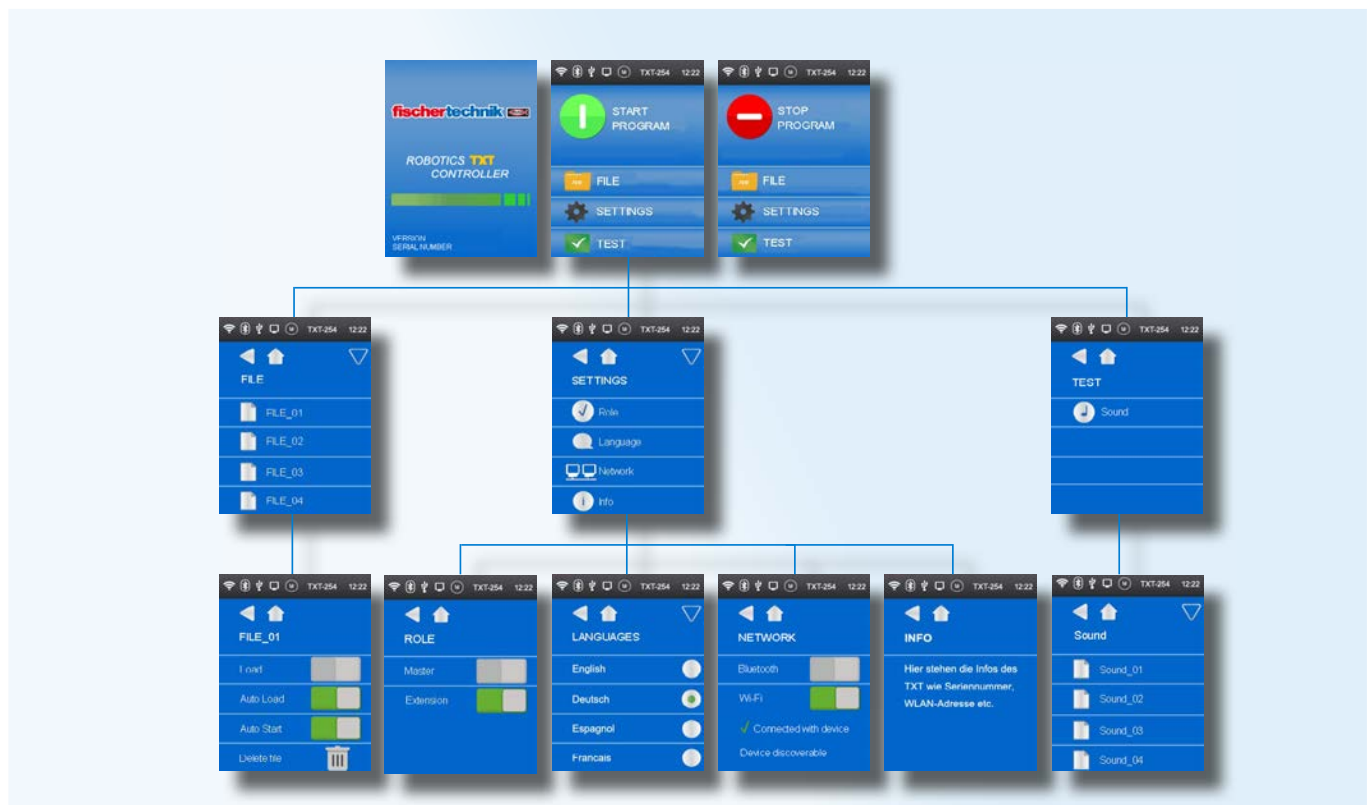 fischertechnik
ROBOTICS TXT
CONTROLLER
VERSION
SERIAL NUMBER
TXT-254 12:22
START
PROGRAM
FILE
SETTINGS
TEST
TXT-254 12:22
STOP
PROGRAM
FILE
SETTINGS
TEST
TXT-254 12:22
FILE
FILE_01
FILE_02
FILE_03
FILE_04
TXT-254 12:22
SETTINGS
Role
Language
Network
Info
TXT-254 12:22
TEST
Sound
TXT-254 12:22
FILE_01
Load
Auto Load
Auto Start
Delete file
TXT-254 12:22
ROLE
Master
Extension
TXT-254 12:22
LANGUAGES
English
Deutsch
Espagnol
Francais
TXT-254 12:22
NETWORK
Bluetooth
Wi-Fi
Connected with device
Device discoverable
TXT-254 12:22
INFO
Hier stehen die Infos des
TXT wie Seriennummer,
WLAN-Adresse etc.
TXT-254 12:22
Sound
Sound_01
Sound_02
Sound_03
Sound_04